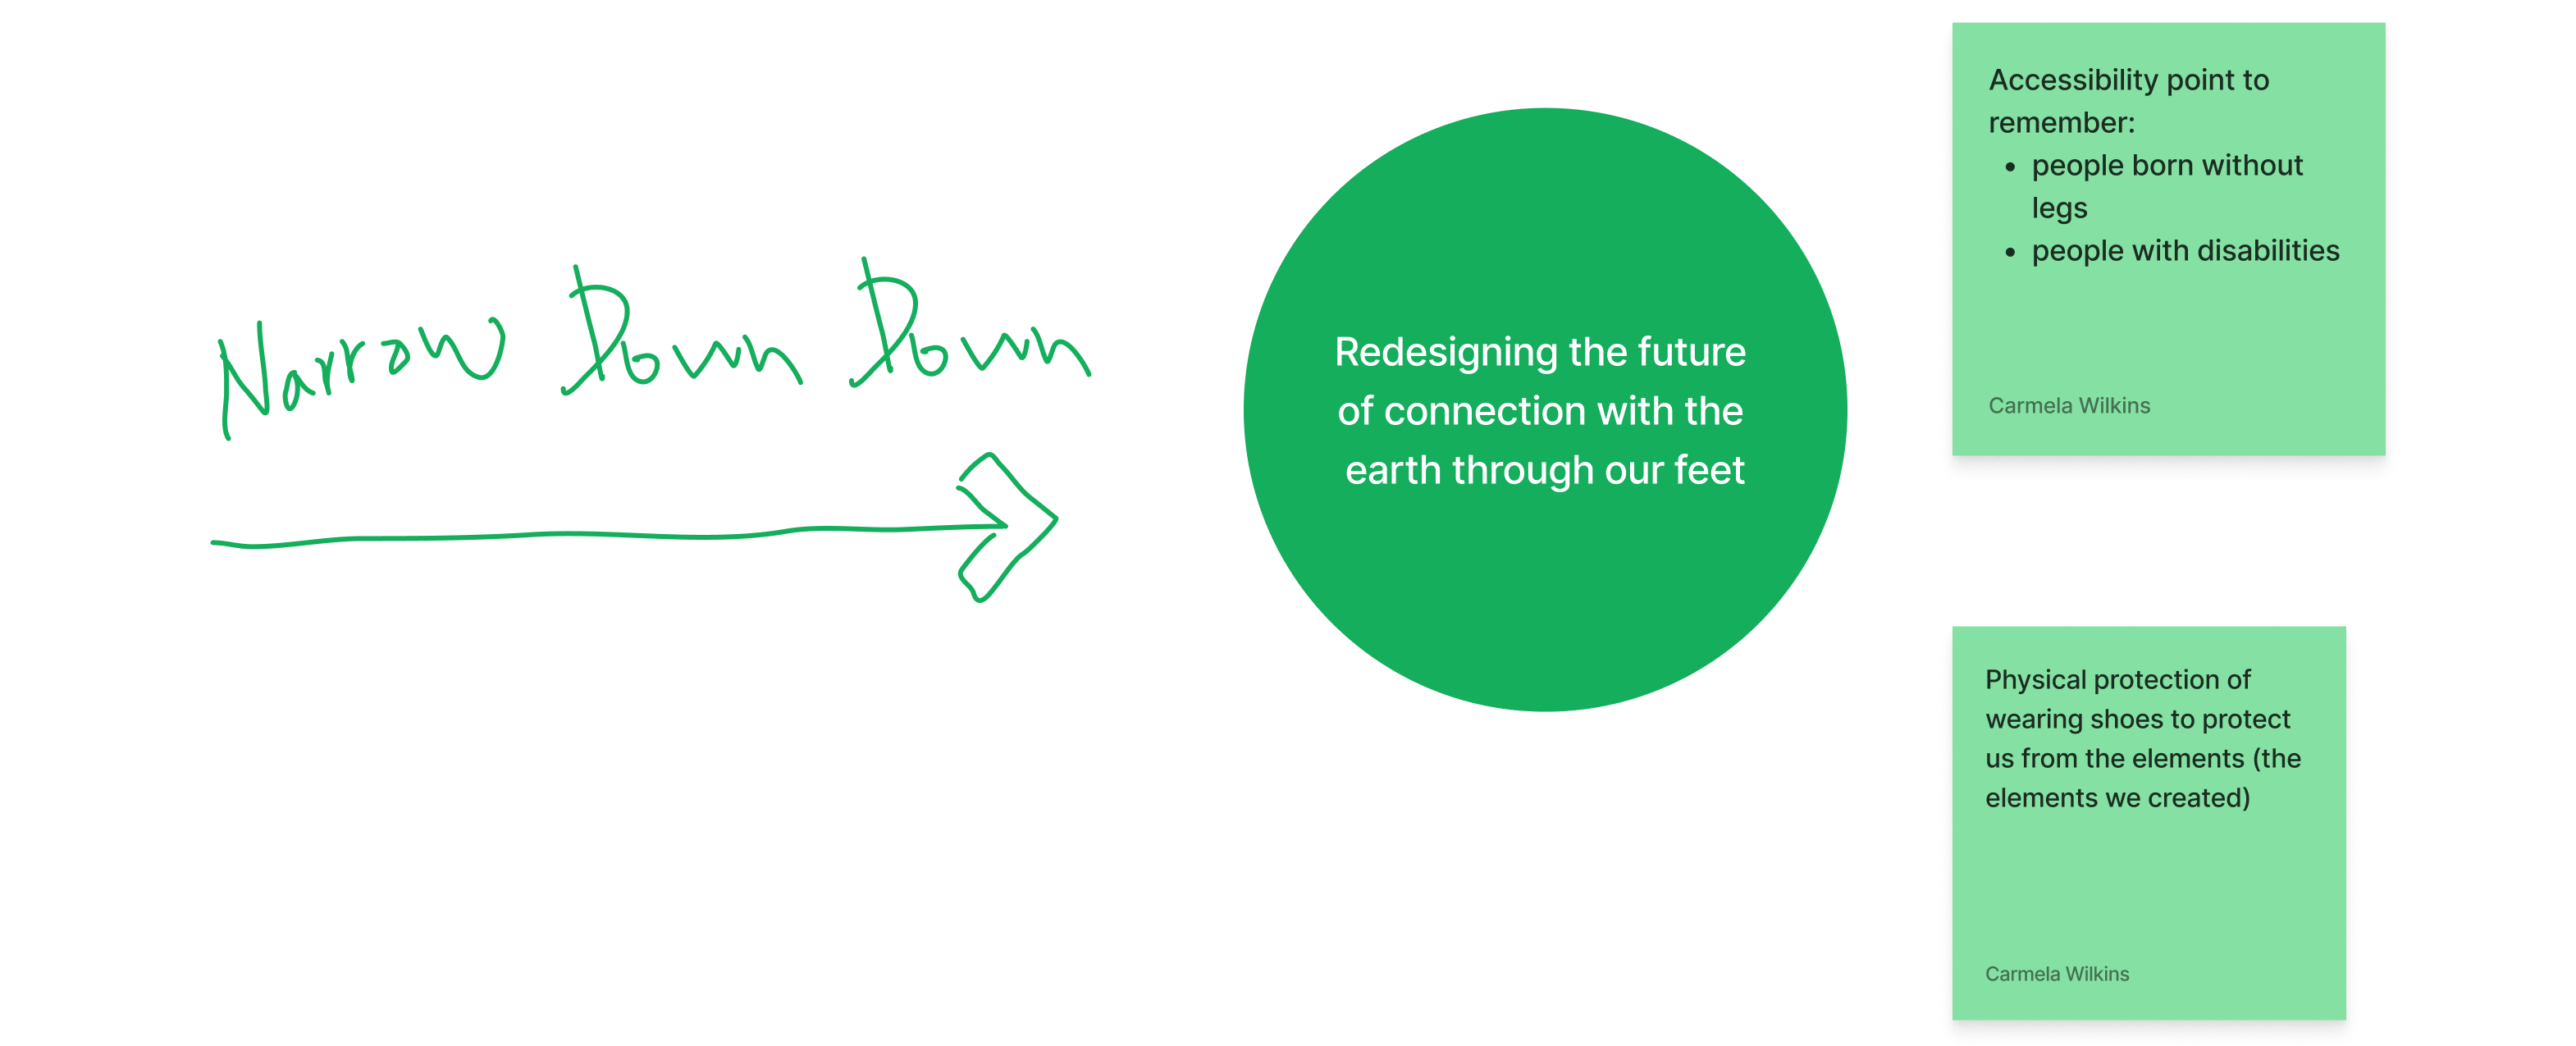 Narrow Down Down
Redesigning the future
of connection with the
earth through our feet
Accessibility point to
remember:
• people born without
legs
• people with disabilities
Carmela Wilkins
Physical protection of
wearing shoes to protect
us from the elements (the
elements we created)
Carmela Wilkins